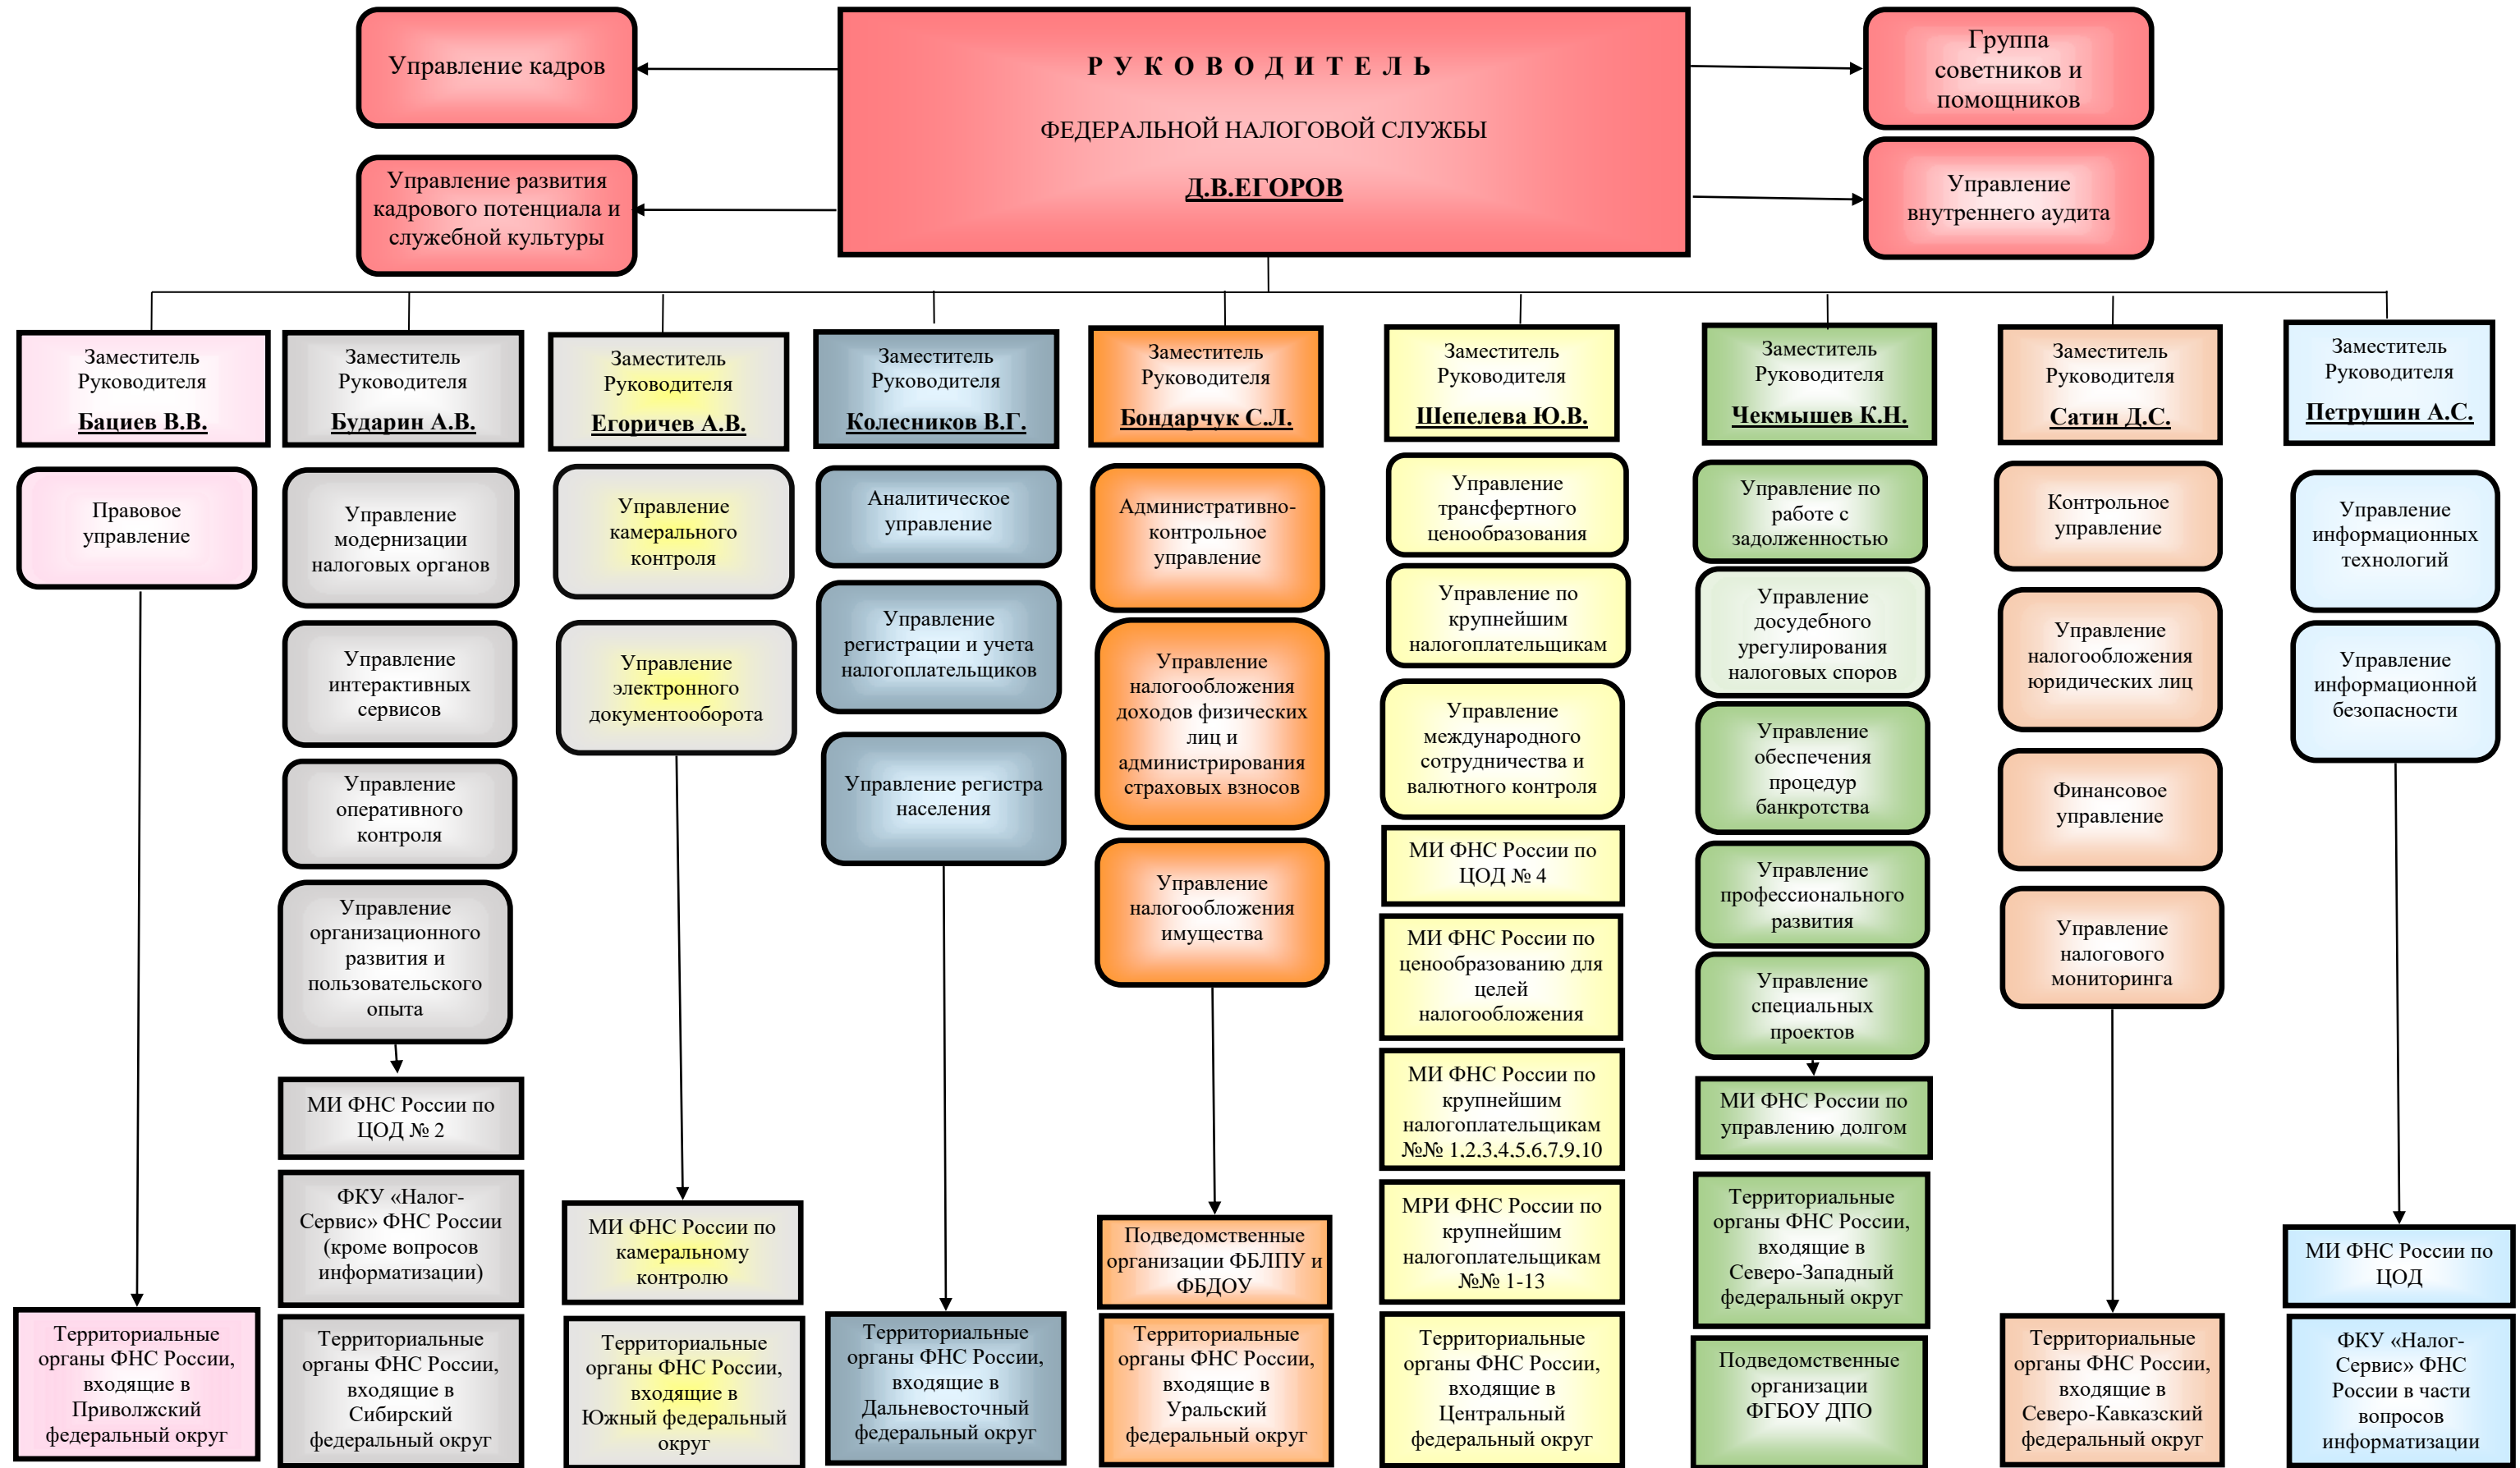 Управление кадров
Управление развития
кадрового потенциала и
служебной культуры
Р У К О В О Д И Т Е Л Ь
ФЕДЕРАЛЬНОЙ НАЛОГОВОЙ СЛУЖБЫ
Д.В.ЕГОРОВ
Группа
советников и
помощников
Управление
внутреннего аудита
Заместитель
Руководителя
Бациев В.В.
Правовое
управление
Территориальные
органы ФНС России,
входящие в
Приволжский
федеральный округ
Заместитель
Руководителя
Бударин А.В.
Управление
модернизации
налоговых органов
Управление
интерактивных
сервисов
Управление
оперативного
контроля
Управление
организационного
развития и
пользовательского
опыта
МИ ФНС России по
ЦОД № 2
ФКУ «Налог-
Сервис» ФНС России
(кроме вопросов
информатизации)
Территориальные
органы ФНС России,
входящие в
Сибирский
федеральный округ
Заместитель
Руководителя
Егоричев А.В.
Управление
камерального
контроля
Управление
электронного
документооборота
МИ ФНС России по
камеральному
контролю
Территориальные
органы ФНС России,
входящие в
Южный федеральный
округ
Заместитель
Руководителя
Колесников В.Г.
Аналитическое
управление
Управление
регистрации и учета
налогоплательщиков
Управление регистра
населения
Территориальные
органы ФНС России,
входящие в
Дальневосточный
федеральный округ
Заместитель
Руководителя
Бондарчук С.Л.
Административно-
контрольное
управление
Управление
налогообложения
доходов физических
лиц и
администрирования
страховых взносов
Управление
налогообложения
имущества
Подведомственные
организации ФБЛПУ и
ФБДОУ
Территориальные
органы ФНС России,
входящие в
Уральский
федеральный округ
Заместитель
Руководителя
Шепелева Ю.В.
Управление
трансфертного
ценообразования
Управление по
крупнейшим
налогоплательщикам
Управление
международного
сотрудничества и
валютного контроля
МИ ФНС России по
ЦОД № 4
МИ ФНС России по
ценообразованию для
целей
налогообложения
МИ ФНС России по
крупнейшим
налогоплательщикам
№№ 1,2,3,4,5,6,7,9,10
МРИ ФНС России по
крупнейшим
налогоплательщикам
№№ 1-13
Территориальные
органы ФНС России,
входящие в
Центральный
федеральный округ
Заместитель
Руководителя
Чекмышев К.Н.
Управление по
работе с
задолженностью
Управление
досудебного
урегулирования
налоговых споров
Управление
обеспечения
процедур
банкротства
Управление
профессионального
развития
Управление
специальных
проектов
МИ ФНС России по
управлению долгом
Территориальные
органы ФНС России,
входящие в
Северо-Западный
федеральный округ
Подведомственные
организации
ФГБОУ ДПО
Заместитель
Руководителя
Сатин Д.С.
Контрольное
управление
Управление
налогообложения
юридических лиц
Финансовое
управление
Управление
налогового
мониторинга
Территориальные
органы ФНС России,
входящие в
Северо-Кавказский
федеральный округ
Заместитель
Руководителя
Петрушин А.С.
Управление
информационных
технологий
Управление
информационной
безопасности
МИ ФНС России по
ЦОД
ФКУ «Налог-
Сервис» ФНС
России в части
вопросов
информатизации